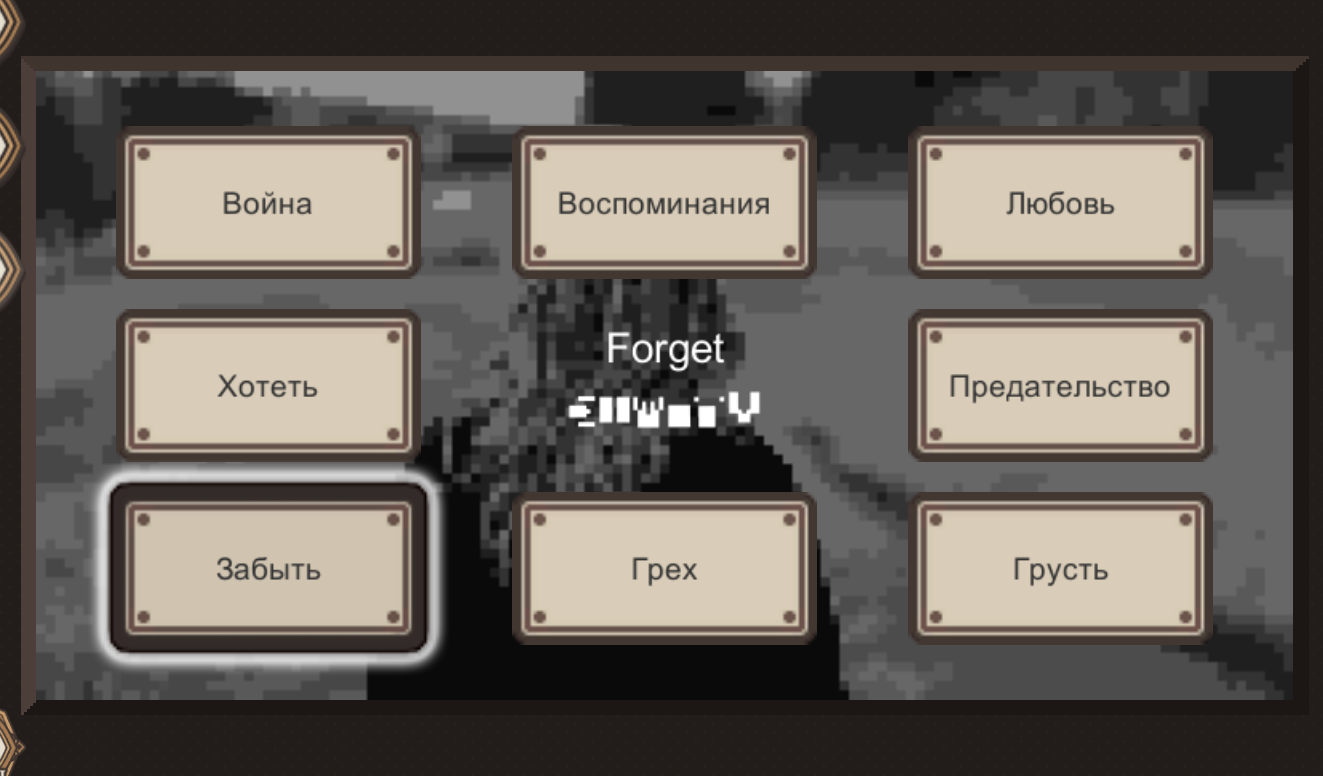 Война
Воспоминания
Любовь
Хотеть
Forget
Предательство
Забыть
Грех
Грусть